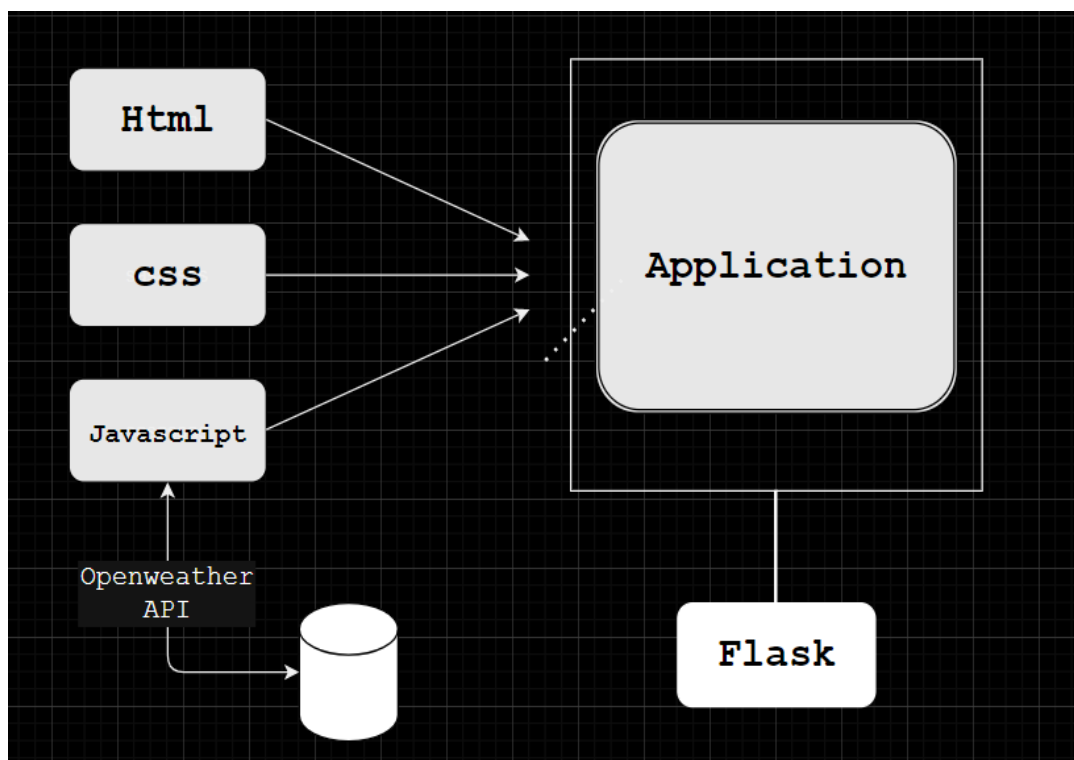 Html
css
Application
Javascript
Openweather
API
Flask